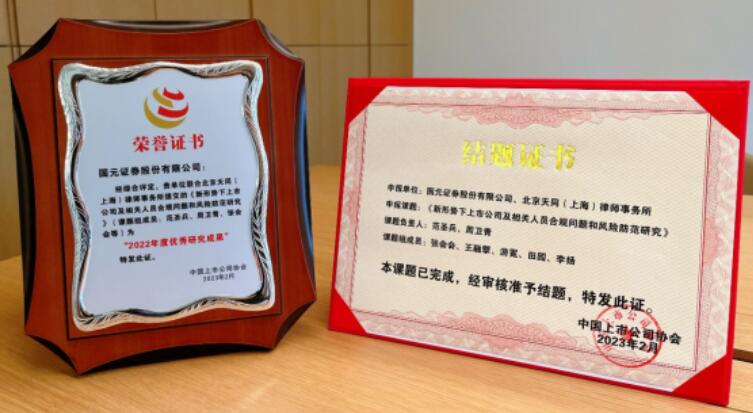 荣誉证书
国元证券股份有限公司：
经综合评定，贵单位联合北京天同
（上海）律师事务所提交的《新形势下上市
公司及相关人员合规问题和风险防范研究
》（课题组成员：范圣兵、周卫青、张会
会等）为
“2022年度优秀研究成果”
特发此证。
中国上市公司协会
2023年2月
结题证书
申报单位：国元证券股份有限公司、北京天同（上海）律师事务所
申报课题：《新形势下上市公司及相关人员合规问题和风险防范研究》
课题负责人：范圣兵、周卫青
课题组成员：张会会、王融擎、游冕、田园、李扬
本课题已完成，经审核准予结题，特发此证。
中国上市公司协会
2023年2月